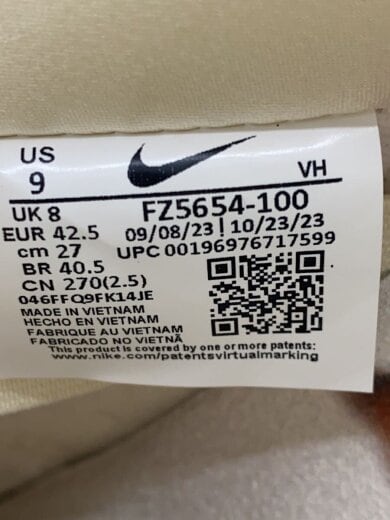 US
9
VH
UK 8
FZ5654-100
EUR 42.5
09/08/23 | 10/23/23
cm 27
UPC 00196976717599
BR 40.5
CN 270(2.5)
046FFQ9FK14JE
MADE IN VIETNAM
HECHO EN VIETNAM
FABRIQUE AU VIETNAM
FABRICADO NO VIETNÃ
This product is covered by one or more patents:
www.nike.com/patentsvirtualmarking